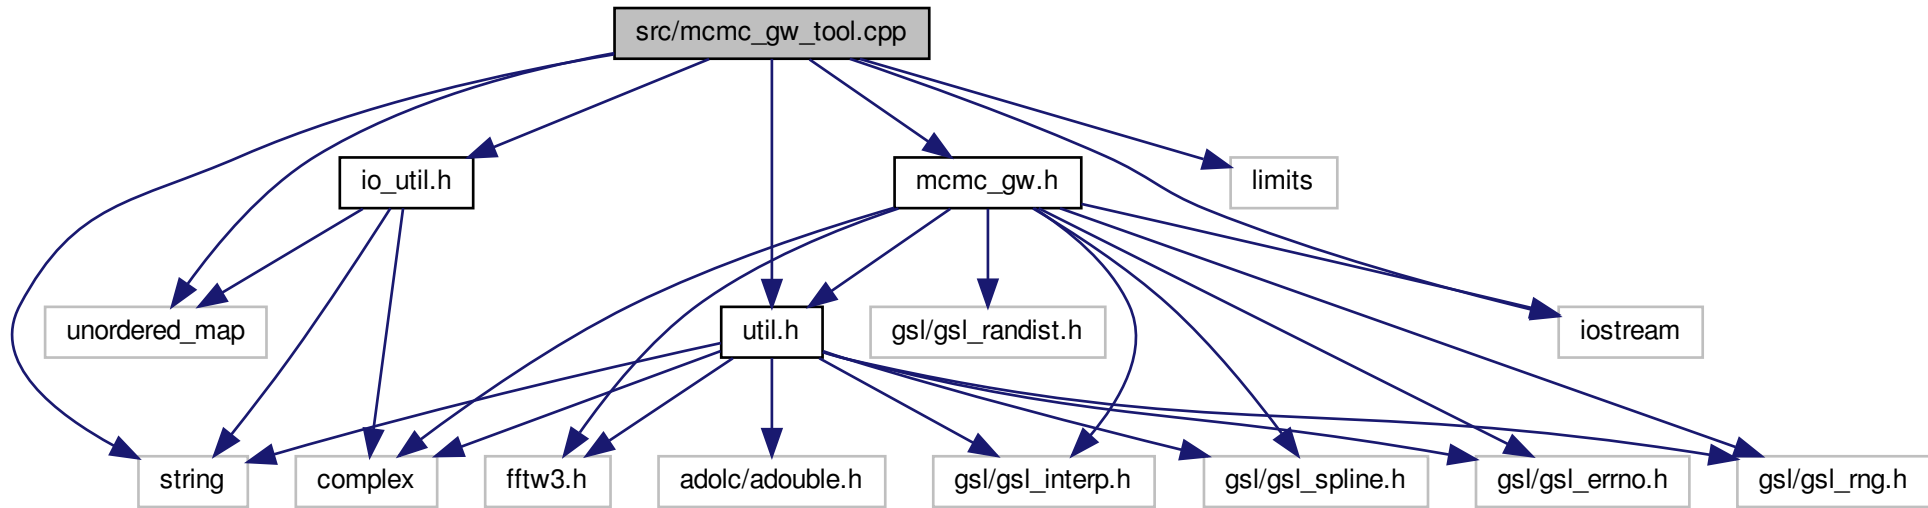 src/mcmc_gw_tool.cpp
io_util.h
mcmc_gw.h
limits
unordered_map
util.h
gsl/gsl_randist.h
iostream
string
complex
fftw3.h
adolc/adouble.h
gsl/gsl_interp.h
gsl/gsl_spline.h
gsl/gsl_errno.h
gsl/gsl_rng.h